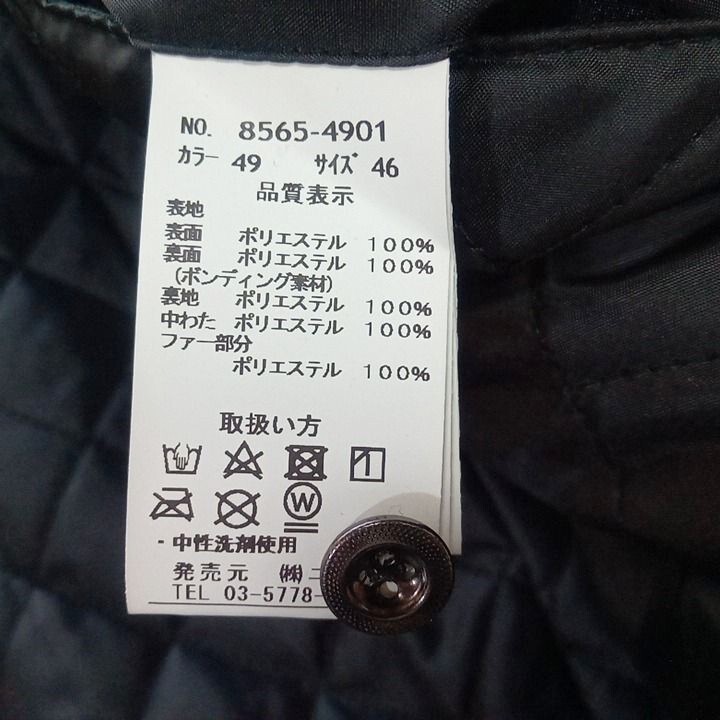 NO. 8565-4901
カラー 49 サイズ 46
品質表示
表地
表面 ポリエステル 100%
裏面 ポリエステル 100%
(ボンディング素材)
裏地 ポリエステル 100%
中わた ポリエステル 100%
ファー部分
ポリエステル 100%
取扱い方
W
・中性洗剤使用
発売元 ㈱
TEL 03-5778-